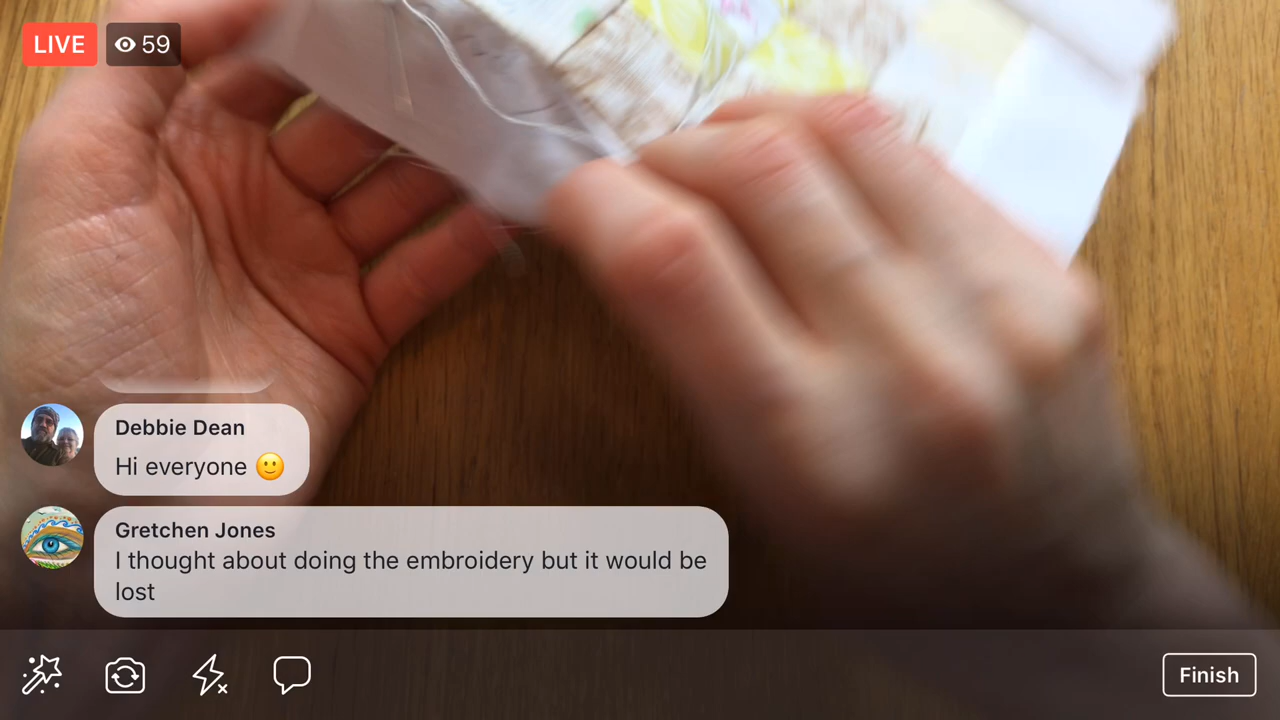 LIVE
59
Debbie Dean
Hi everyone 🙂
Gretchen Jones
I thought about doing the embroidery but it would be
lost
Finish